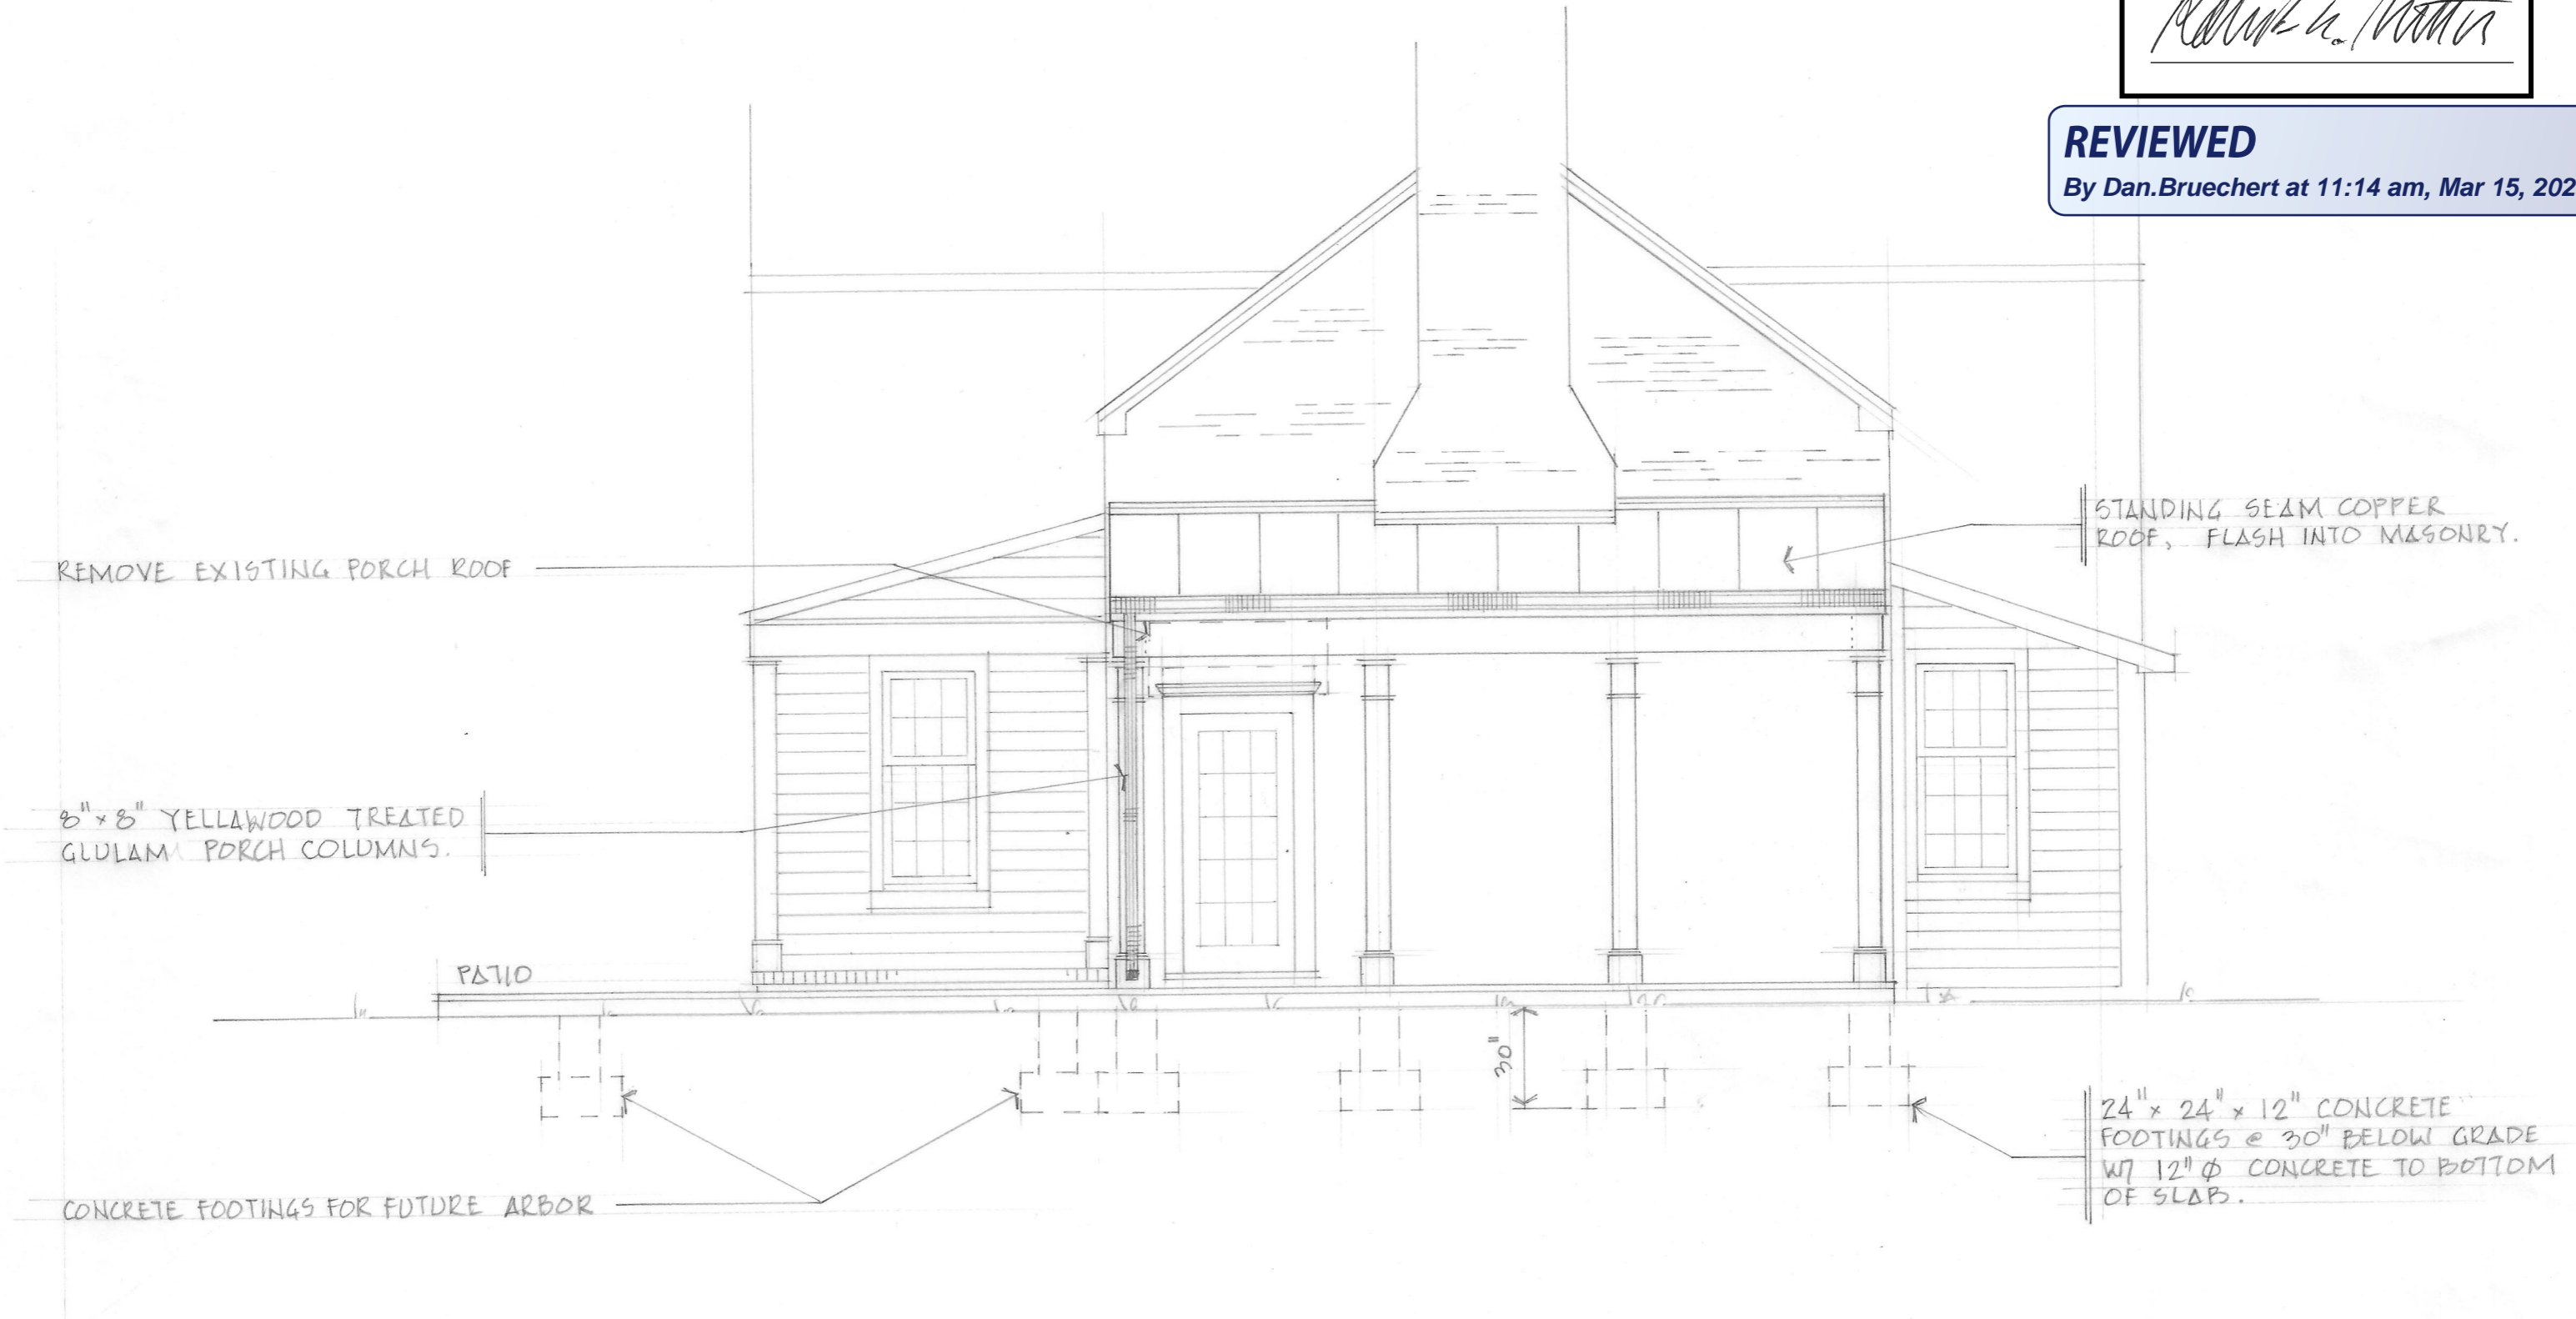 REVIEWED
By Dan.Bruechert at 11:14 am, Mar 15, 202
STANDING SEAM COPPER
ROOF, FLASH INTO MASONRY.
REMOVE EXISTING PORCH ROOF
8"x8" YELLAWOOD TREATED
GLULAM PORCH COLUMNS.
PATIO
30"
24"x 24"x 12" CONCRETE
FOOTINGS @ 30" BELOW GRADE
W/ 12"⌀ CONCRETE TO BOTTOM
OF SLAB.
CONCRETE FOOTINGS FOR FUTURE ARBOR